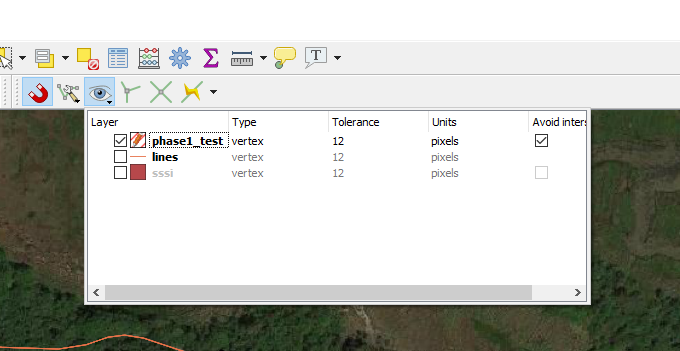 Σ
T
Layer Type Tolerance Units Avoid inters
phase1_test vertex 12 pixels
lines vertex 12 pixels
sssi vertex 12 pixels